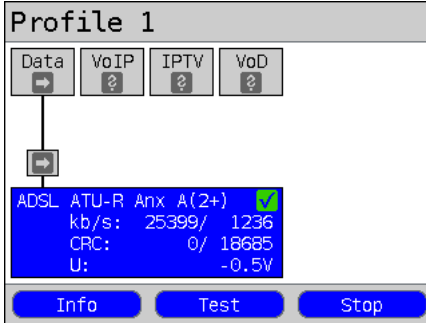 Profile 1
Data VoIP IPTV VoD
ADSL ATU-R Anx A(2+)
kb/s: 25399/ 1236
CRC: 0/ 18685
U: -0.5V
Info Test Stop